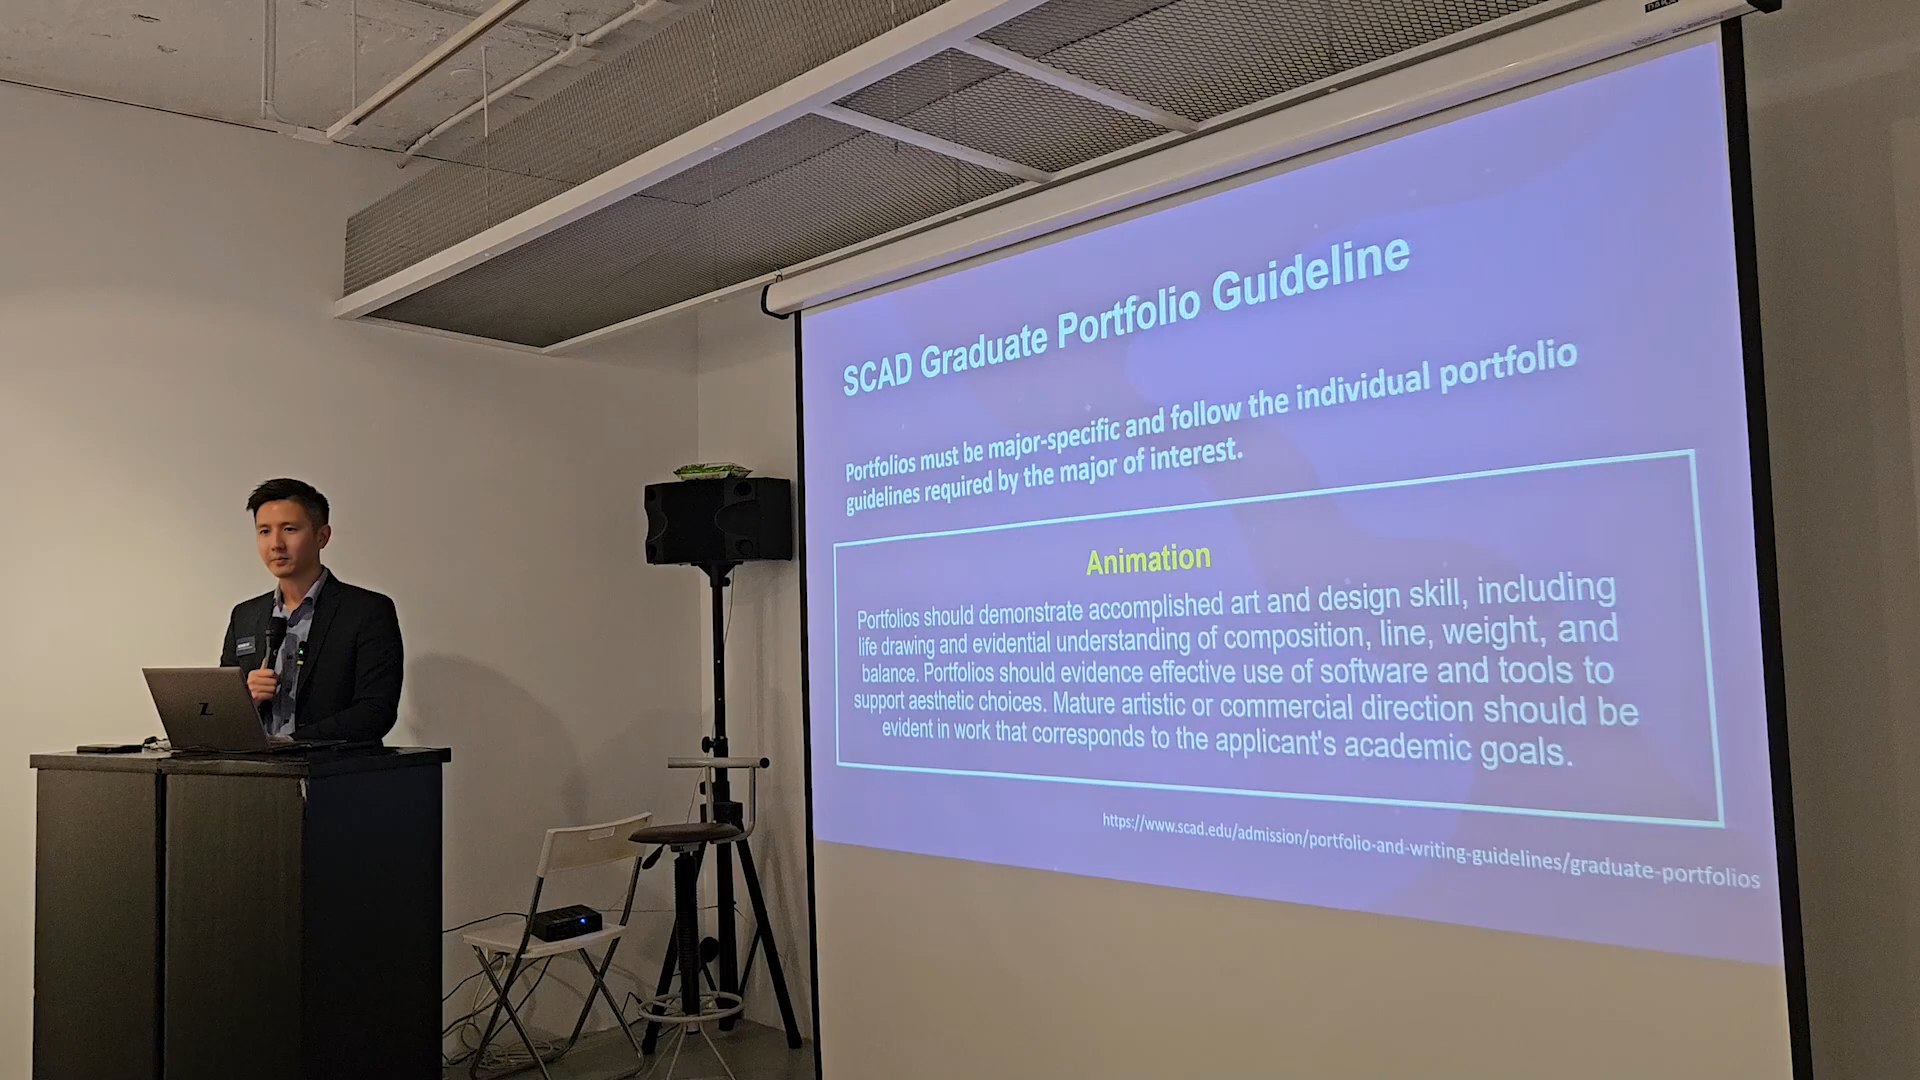 SCAD Graduate Portfolio Guideline
Portfolios must be major-specific and follow the individual portfolio
guidelines required by the major of interest.
Animation
Portfolios should demonstrate accomplished art and design skill, including
life drawing and evidential understanding of composition, line, weight, and
balance. Portfolios should evidence effective use of software and tools to
support aesthetic choices. Mature artistic or commercial direction should be
evident in work that corresponds to the applicant's academic goals.
https://www.scad.edu/admission/portfolio-and-writing-guidelines/graduate-portfolios